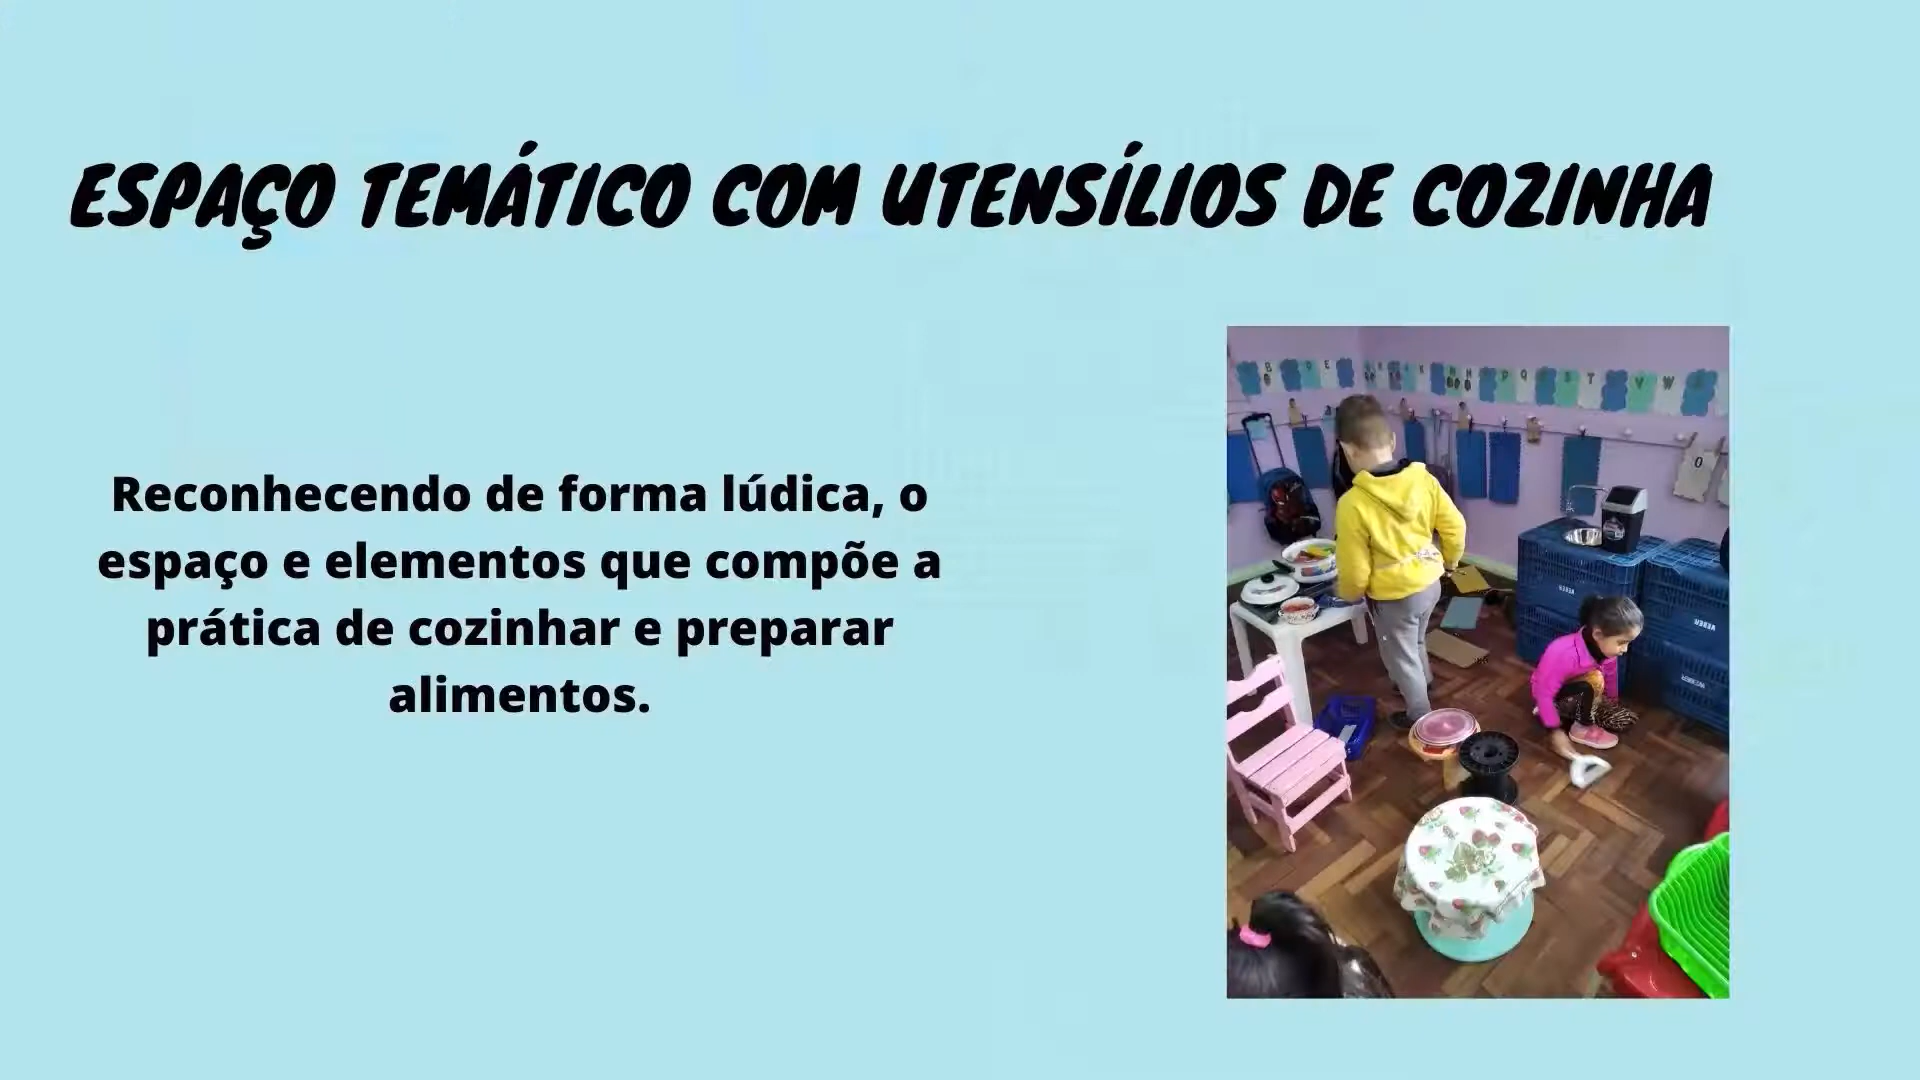 ESPAÇO TEMÁTICO COM UTENSÍLIOS DE COZINHA
Reconhecendo de forma lúdica, o
espaço e elementos que compõe a
prática de cozinhar e preparar
alimentos.